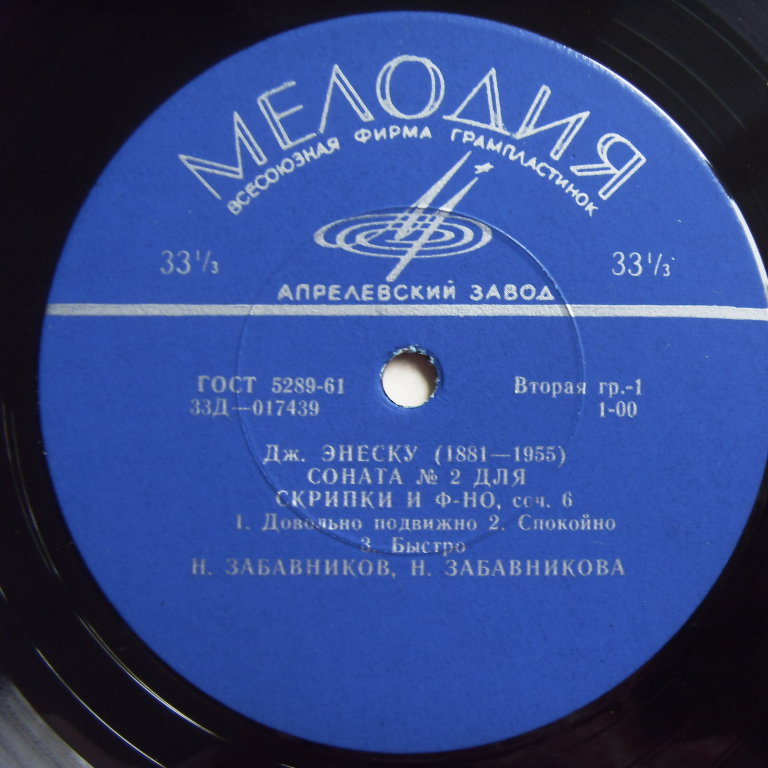 МЕЛОДИЯ
ВСЕСОЮЗНАЯ ФИРМА ГРАМПЛАСТИНОК
33⅓ 33⅓
АПРЕЛЕВСКИЙ ЗАВОД
ГОСТ 5289-61 Вторая гр.-1
33Д—017439 1-00
Дж. ЭНЕСКУ (1881—1955)
СОНАТА № 2 ДЛЯ
СКРИПКИ И Ф-НО, соч. 6
1. Довольно подвижно 2. Спокойно
3. Быстро
Н. ЗАБАВНИКОВ, Н. ЗАБАВНИКОВА